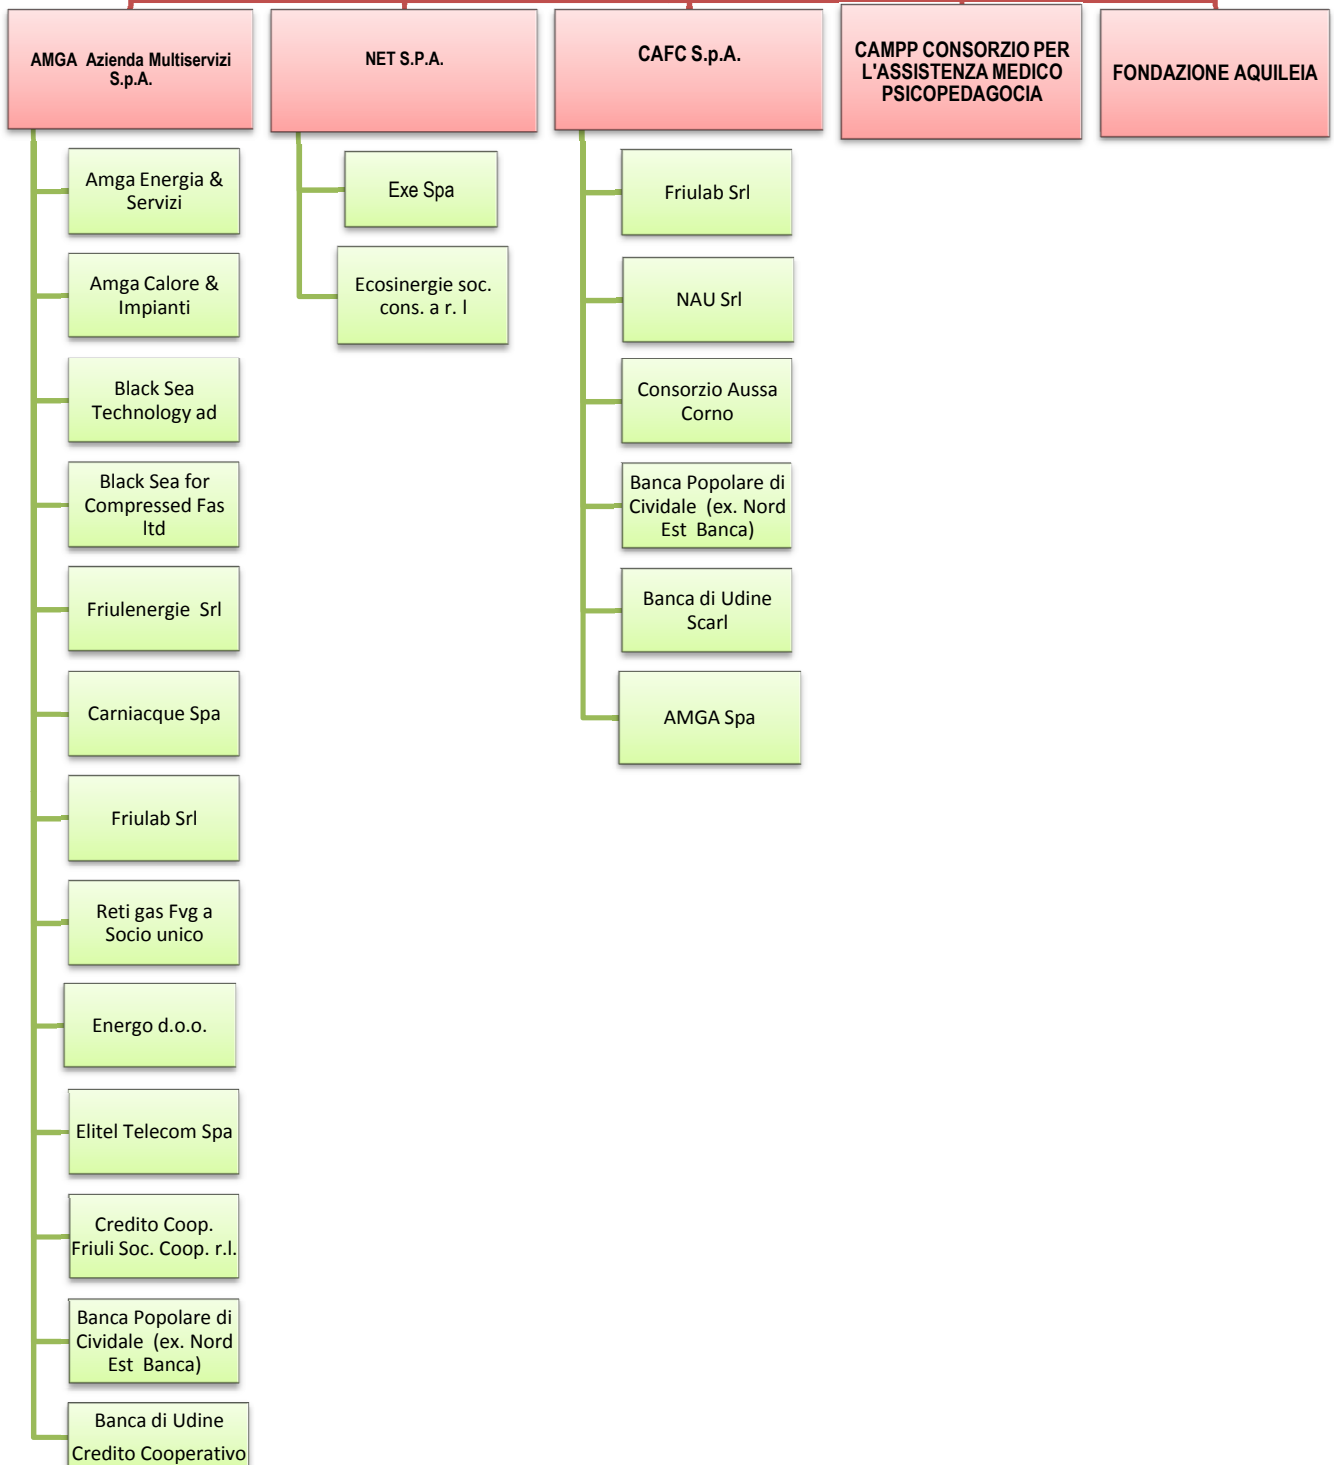 AMGA Azienda Multiservizi
S.p.A.
NET S.P.A.
CAFC S.p.A.
CAMPP CONSORZIO PER
L'ASSISTENZA MEDICO
PSICOPEDAGOCIA
FONDAZIONE AQUILEIA
Amga Energia &
Servizi
Amga Calore &
Impianti
Black Sea
Technology ad
Black Sea for
Compressed Fas
ltd
Friulenergie Srl
Carniacque Spa
Friulab Srl
Reti gas Fvg a
Socio unico
Energo d.o.o.
Elitel Telecom Spa
Credito Coop.
Friuli Soc. Coop. r.l.
Banca Popolare di
Cividale (ex. Nord
Est Banca)
Banca di Udine
Credito Cooperativo
Exe Spa
Ecosinergie soc.
cons. a r. l
Friulab Srl
NAU Srl
Consorzio Aussa
Corno
Banca Popolare di
Cividale (ex. Nord
Est Banca)
Banca di Udine
Scarl
AMGA Spa